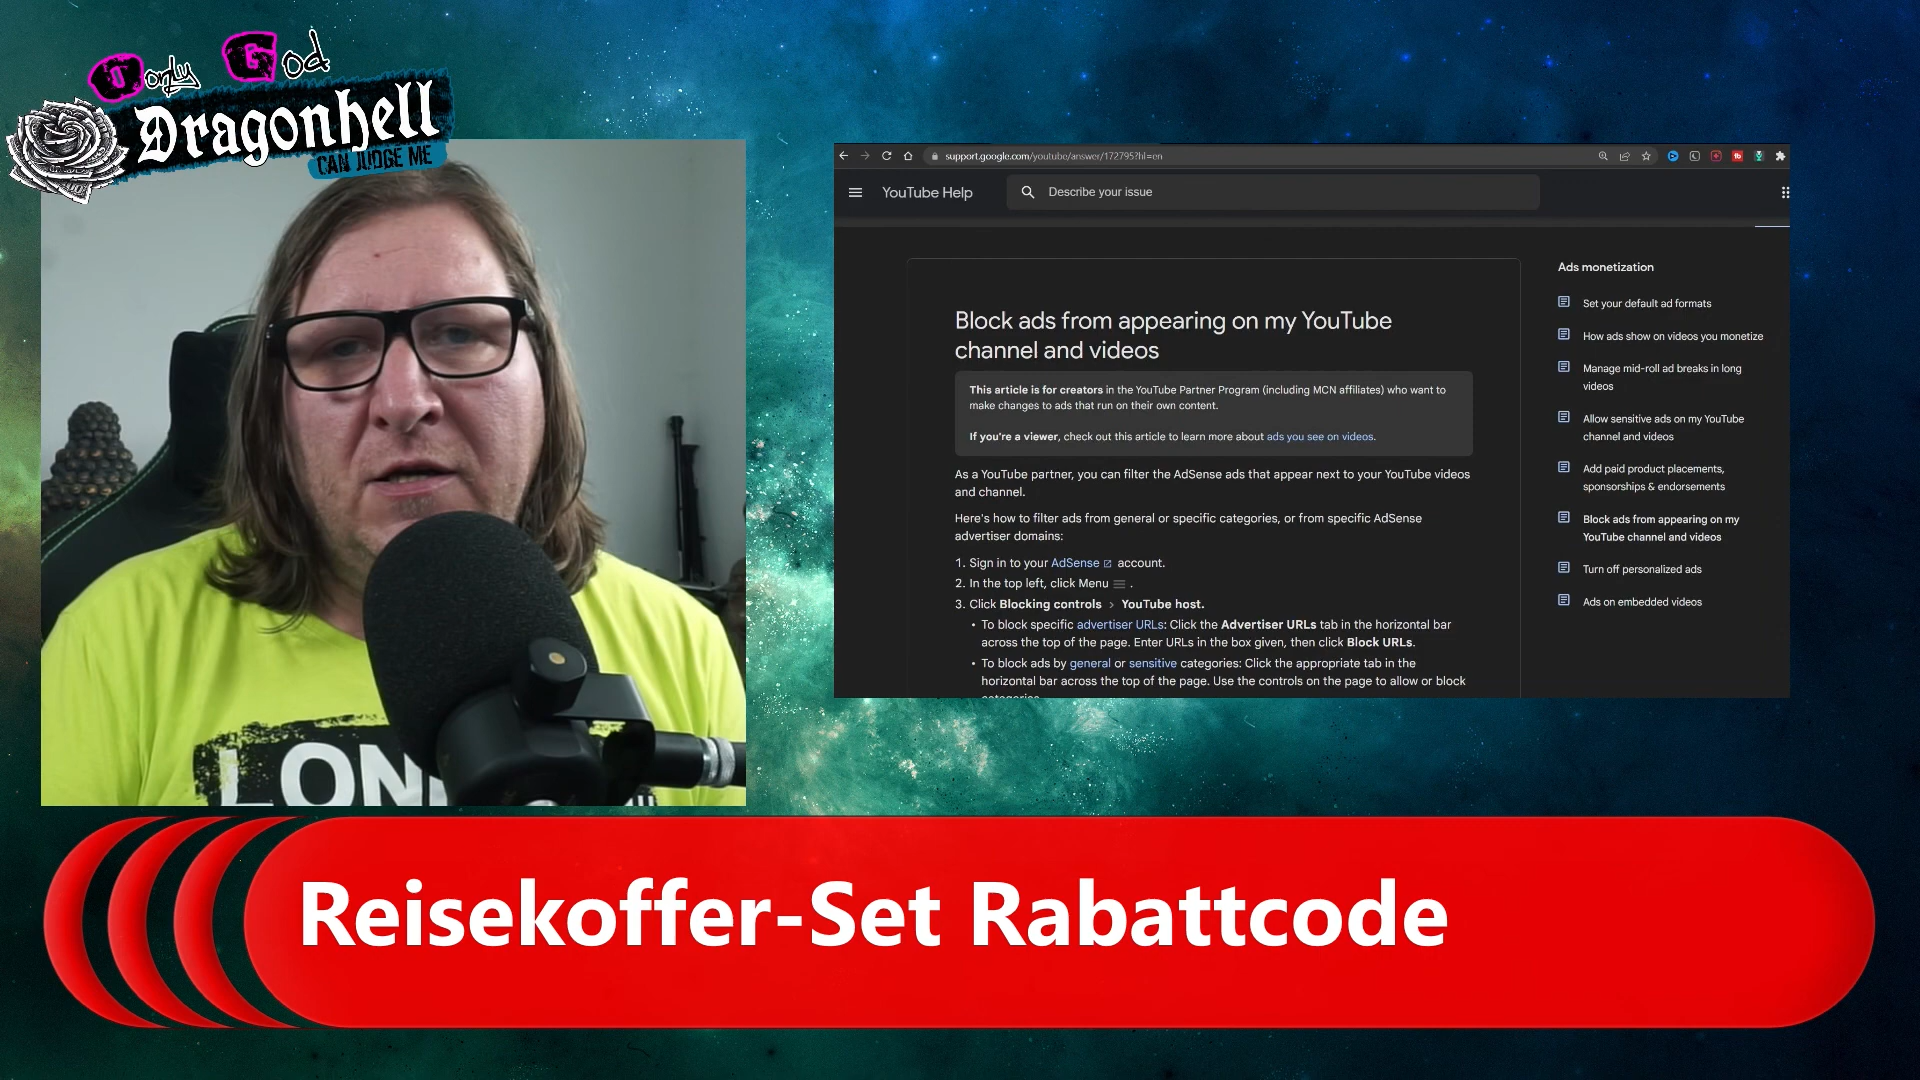 Only God
Dragonhell
CAN JUDGE ME
LON
support.google.com/youtube/answer/172795?hl=en
YouTube Help
Describe your issue
Block ads from appearing on my YouTube
channel and videos
This article is for creators in the YouTube Partner Program (including MCN affiliates) who want to
make changes to ads that run on their own content.
If you're a viewer, check out this article to learn more about ads you see on videos.
As a YouTube partner, you can filter the AdSense ads that appear next to your YouTube videos
and channel.
Here's how to filter ads from general or specific categories, or from specific AdSense
advertiser domains:
1. Sign in to your AdSense account.
2. In the top left, click Menu .
3. Click Blocking controls > YouTube host.
• To block specific advertiser URLs: Click the Advertiser URLs tab in the horizontal bar
across the top of the page. Enter URLs in the box given, then click Block URLs.
• To block ads by general or sensitive categories: Click the appropriate tab in the
horizontal bar across the top of the page. Use the controls on the page to allow or block
Ads monetization
Set your default ad formats
How ads show on videos you monetize
Manage mid-roll ad breaks in long
videos
Allow sensitive ads on my YouTube
channel and videos
Add paid product placements,
sponsorships & endorsements
Block ads from appearing on my
YouTube channel and videos
Turn off personalized ads
Ads on embedded videos
Reisekoffer-Set Rabattcode